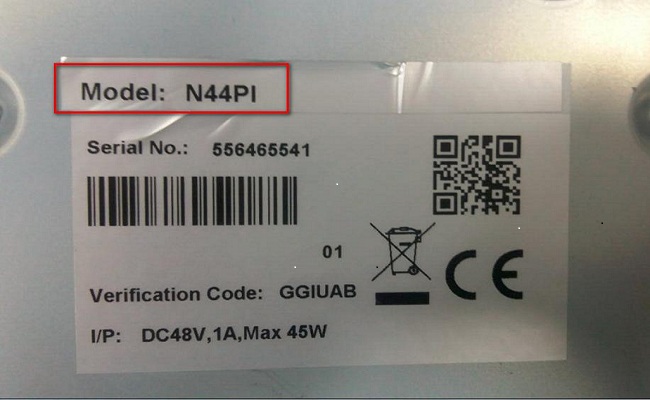 Model: N44PI
Serial No.: 556465541
01
CE
Verification Code: GGIUAB
I/P: DC48V,1A,Max 45W